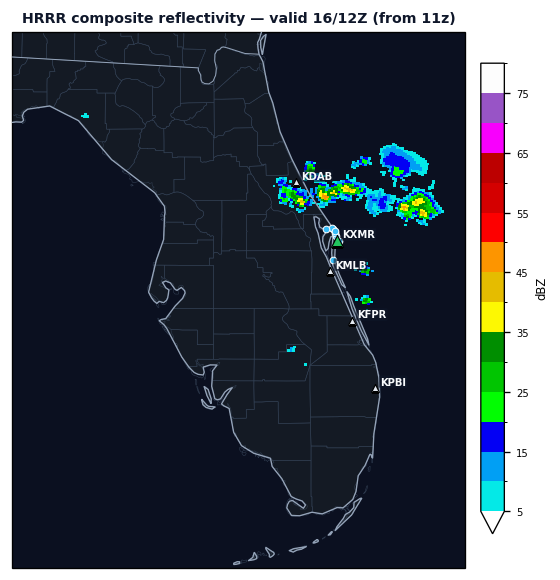 HRRR composite reflectivity — valid 16/12Z (from 11z)
KDAB
KXMR
KMLB
KFPR
KPBI
75
65
55
45
35
25
15
5
dBZ